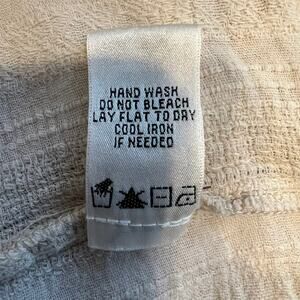 HAND WASH
DO NOT BLEACH
LAY FLAT TO DRY
COOL IRON
IF NEEDED